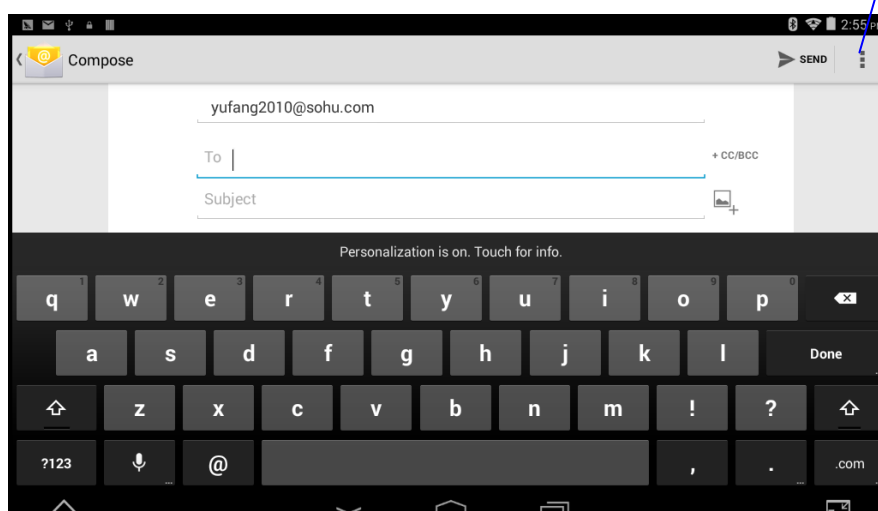 2:55 PM
Compose
SEND
yufang2010@sohu.com
To
+ CC/BCC
Subject
Personalization is on. Touch for info.
1 2 3 4 5 6 7 8 9 0
q w e r t y u i o p
a s d f g h j k l Done
z x c v b n m ! ?
?123 @ , . .com